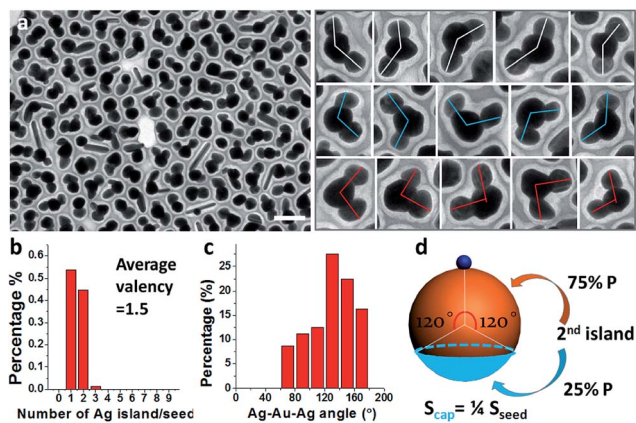 a
b
0.6
0.5
0.4
0.3
0.2
0.1
0.0
Percentage %
Average
valency
=1.5
0 1 2 3 4 5 6 7 8 9
Number of Ag island/seed
c
25
20
15
10
5
0
Percentage (%)
0 40 80 120 160 200
Ag-Au-Ag angle (°)
d
120° 120°
75% P
2nd island
25% P
Scap= ¼ Sseed